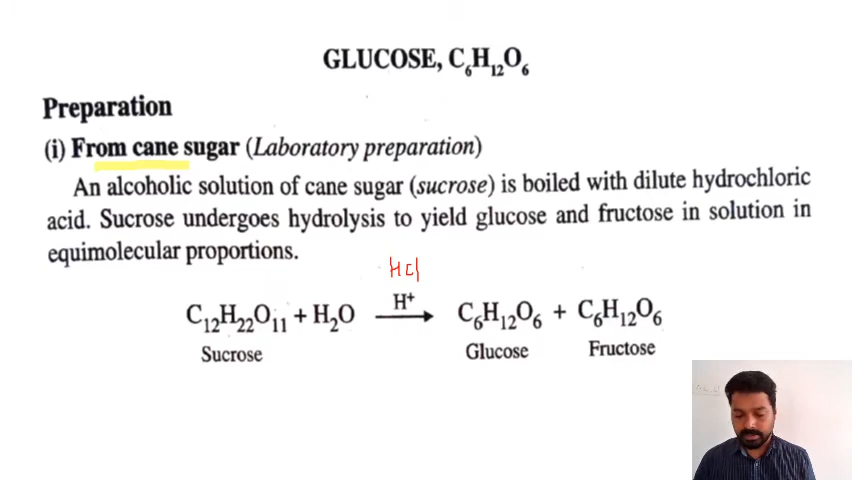 GLUCOSE, C₆H₁₂O₆
Preparation
(i) From cane sugar (Laboratory preparation)
An alcoholic solution of cane sugar (sucrose) is boiled with dilute hydrochloric
acid. Sucrose undergoes hydrolysis to yield glucose and fructose in solution in
equimolecular proportions.
HCl
H⁺
C₁₂H₂₂O₁₁ + H₂O ⟶ C₆H₁₂O₆ + C₆H₁₂O₆
Sucrose Glucose Fructose